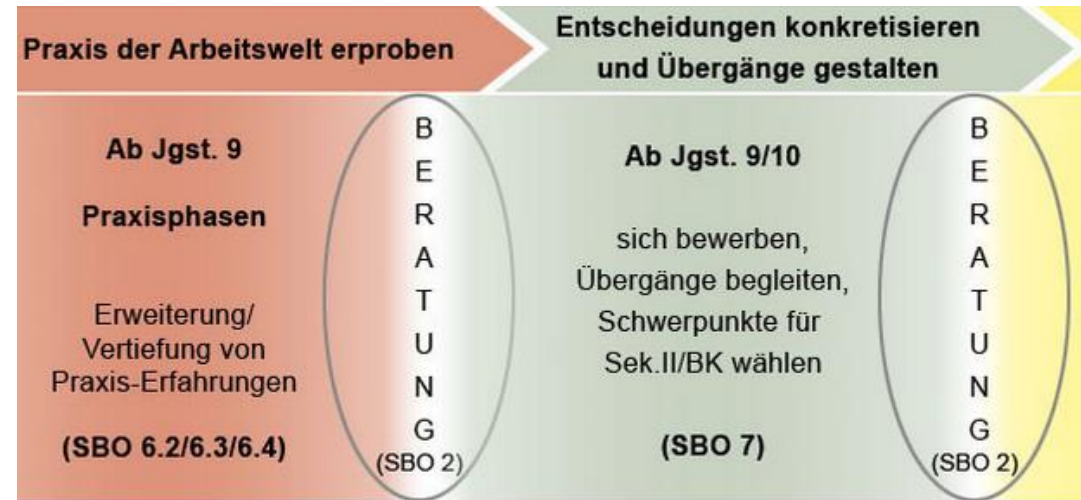 Praxis der Arbeitswelt erproben
Entscheidungen konkretisieren
und Übergänge gestalten
Ab Jgst. 9
Praxisphasen
Erweiterung/
Vertiefung von
Praxis-Erfahrungen
(SBO 6.2/6.3/6.4)
B
E
R
A
T
U
N
G
(SBO 2)
Ab Jgst. 9/10
sich bewerben,
Übergänge begleiten,
Schwerpunkte für
Sek.II/BK wählen
(SBO 7)
B
E
R
A
T
U
N
G
(SBO 2)